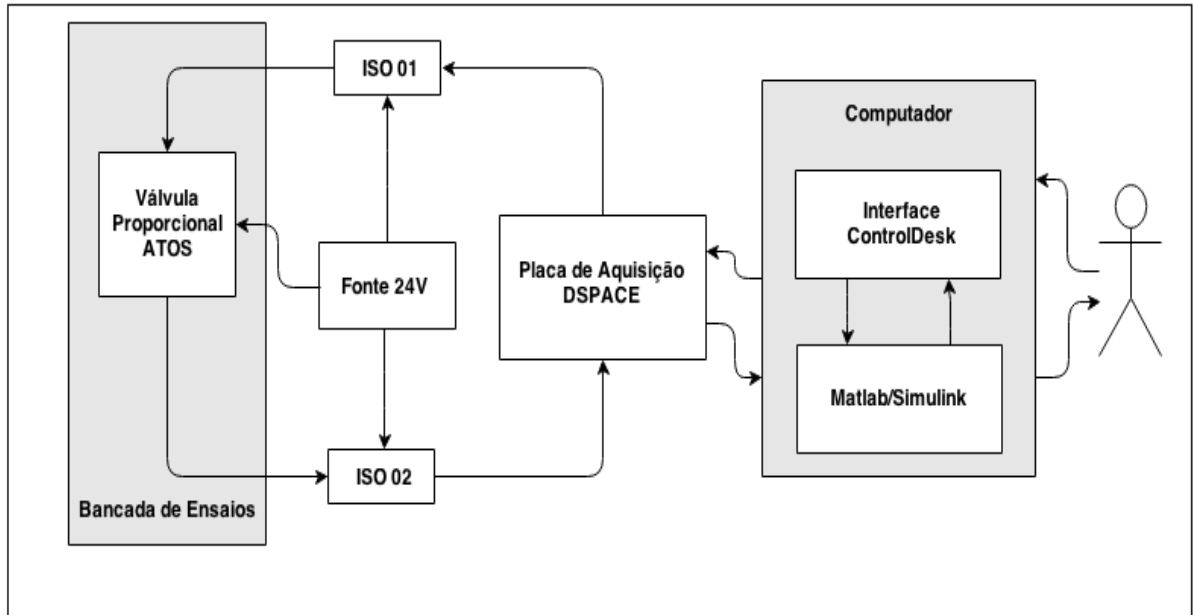 ISO 01
Computador
Válvula
Proporcional
ATOS
Interface
ControlDesk
Fonte 24V
Placa de Aquisição
DSPACE
Matlab/Simulink
ISO 02
Bancada de Ensaios